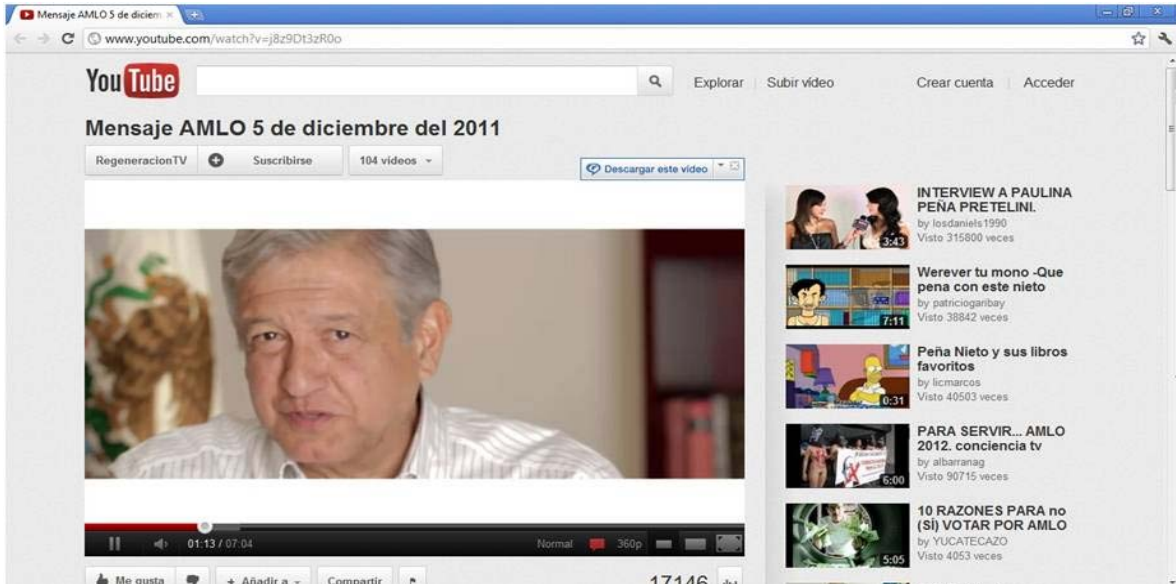 Mensaje AMLO 5 de diciem
www.youtube.com/watch?v=j8z9Dt3zR0o
YouTube
Explorar | Subir vídeo
Crear cuenta | Acceder
Mensaje AMLO 5 de diciembre del 2011
RegeneracionTV
Suscribirse
104 vídeos
Descargar este vídeo
01:13 / 07:04
Normal
360p
Me gusta
+ Añadir a
Compartir
17146
3:43
INTERVIEW A PAULINA
PEÑA PRETELINI.
by losdaniels1990
Visto 315800 veces
7:11
Werever tu mono -Que
pena con este nieto
by patriciogaribay
Visto 38842 veces
0:31
Peña Nieto y sus libros
favoritos
by licmarcos
Visto 40503 veces
6:00
PARA SERVIR... AMLO
2012. conciencia tv
by albarranag
Visto 90715 veces
5:05
10 RAZONES PARA no
(SÍ) VOTAR POR AMLO
by YUCATECAZO
Visto 4053 veces